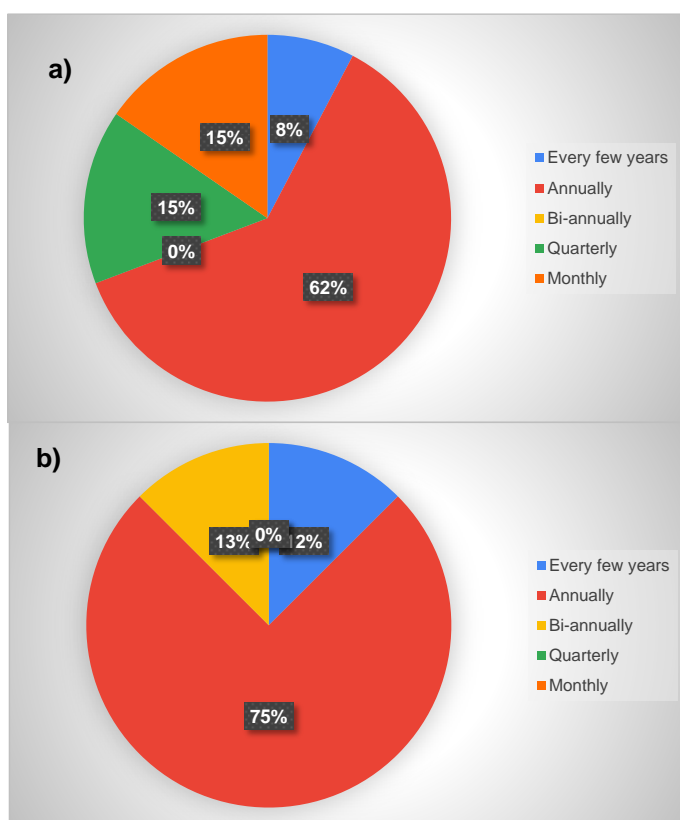 a)
8%
15%
15%
0%
62%
Every few years
Annually
Bi-annually
Quarterly
Monthly
b)
13%
0%
12%
75%
Every few years
Annually
Bi-annually
Quarterly
Monthly